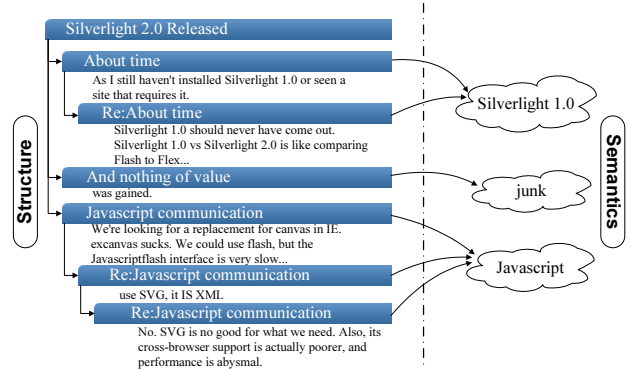 Silverlight 2.0 Released
About time
As I still haven't installed Silverlight 1.0 or seen a
site that requires it.
Re:About time
Silverlight 1.0 should never have come out.
Silverlight 1.0 vs Silverlight 2.0 is like comparing
Flash to Flex...
And nothing of value
was gained.
Javascript communication
We're looking for a replacement for canvas in IE.
excanvas sucks. We could use flash, but the
Javascriptflash interface is very slow...
Re:Javascript communication
use SVG, it IS XML
Re:Javascript communication
No. SVG is no good for what we need. Also, its
cross-browser support is actually poorer, and
performance is abysmal.
Structure
Silverlight 1.0
junk
Javascript
Semantics